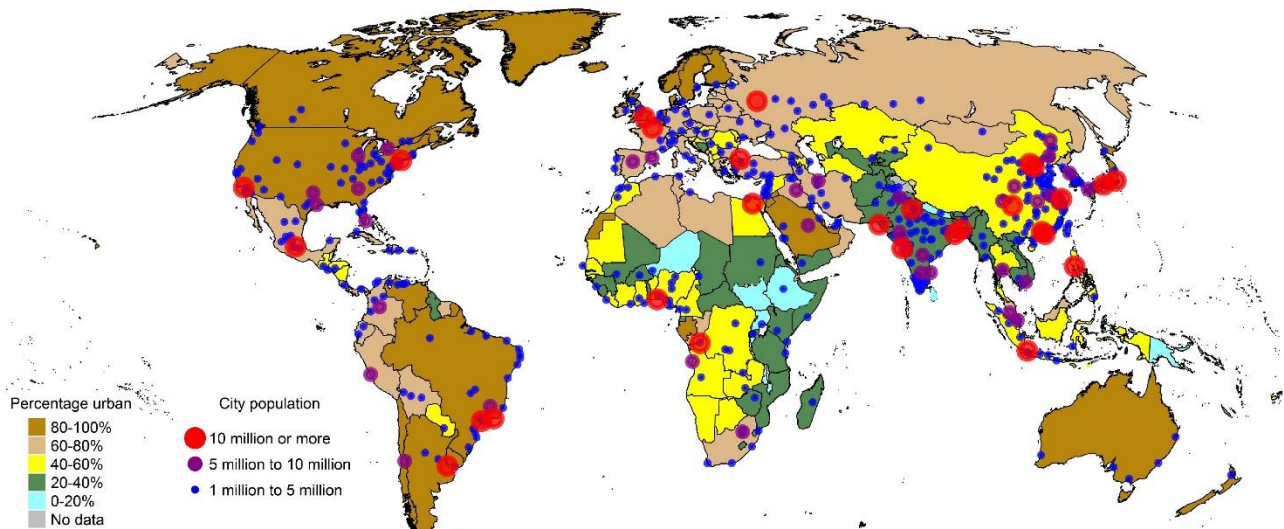 Percentage urban
80-100%
60-80%
40-60%
20-40%
0-20%
No data
City population
10 million or more
5 million to 10 million
1 million to 5 million